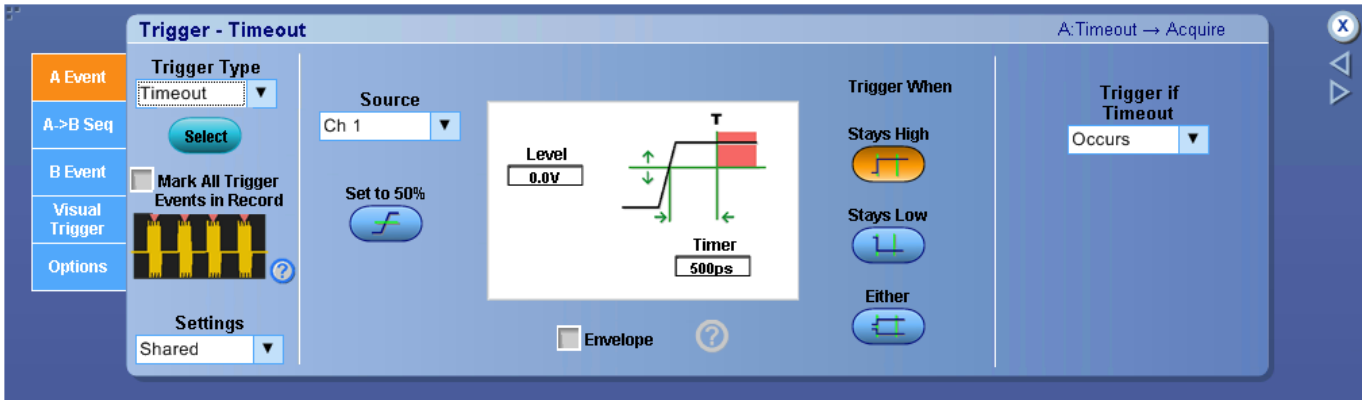 Trigger - Timeout
A:Timeout → Acquire
X
A Event
A->B Seq
B Event
Visual
Trigger
Options
Trigger Type
Timeout ▼
Select
Mark All Trigger
Events in Record
?
Settings
Shared ▼
Source
Ch 1 ▼
Set to 50%
Level
0.0V
T
Timer
500ps
Envelope
?
Trigger When
Stays High
Stays Low
Either
Trigger if
Timeout
Occurs ▼